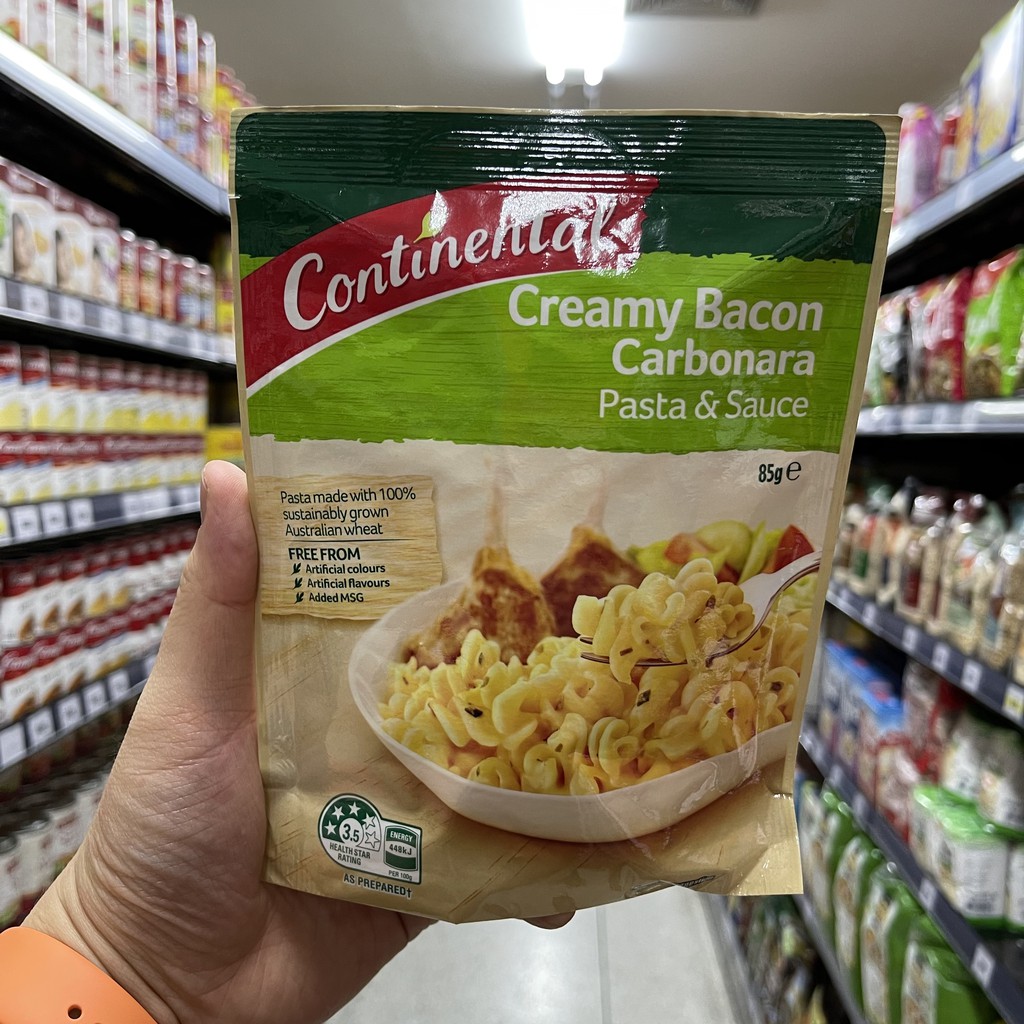 Continental
Creamy Bacon
Carbonara
Pasta & Sauce
85g ℮
Pasta made with 100%
sustainably grown
Australian wheat
FREE FROM
Artificial colours
Artificial flavours
Added MSG
3.5
HEALTH STAR
RATING
ENERGY
448kJ
PER 100g
AS PREPARED†